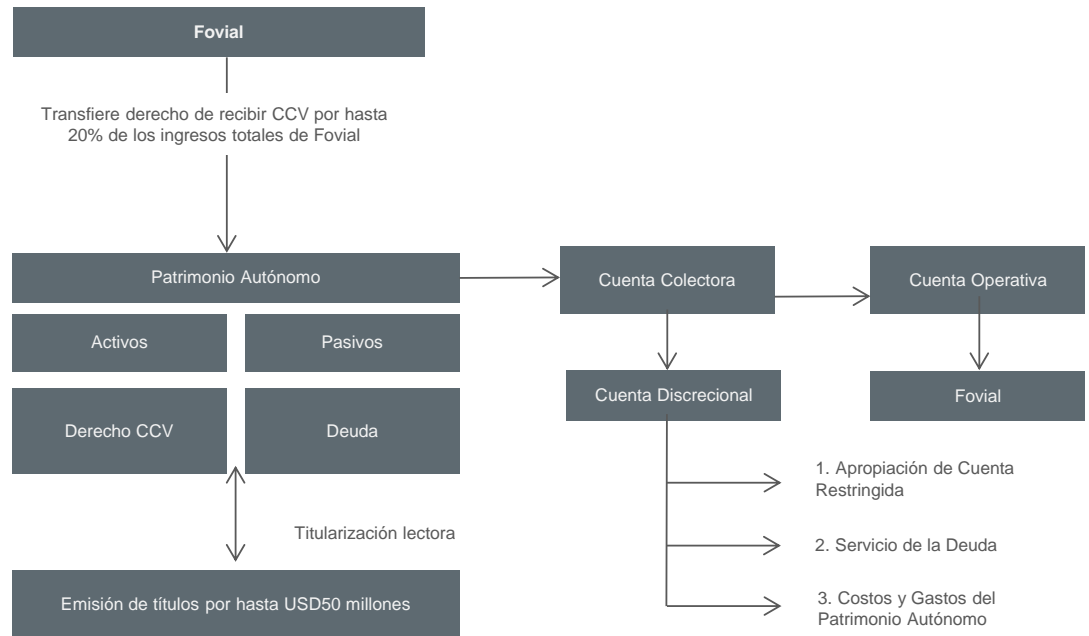 Fovial
Transfiere derecho de recibir CCV por hasta
20% de los ingresos totales de Fovial
Patrimonio Autónomo
Activos
Pasivos
Derecho CCV
Deuda
Titularización lectora
Emisión de títulos por hasta USD50 millones
Cuenta Colectora
Cuenta Operativa
Cuenta Discrecional
Fovial
1. Apropiación de Cuenta
Restringida
2. Servicio de la Deuda
3. Costos y Gastos del
Patrimonio Autónomo